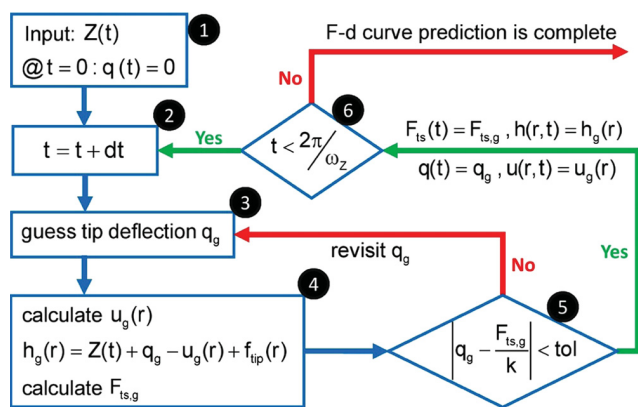 1
Input: Z(t)
@t = 0 : q (t) = 0
F-d curve prediction is complete
No
2
6
t = t + dt
Yes
t < 2π/ω_z
F_ts(t) = F_ts,g , h(r,t) = h_g(r)
q(t) = q_g , u(r,t) = u_g(r)
3
guess tip deflection q_g
revisit q_g
No
Yes
4
5
calculate u_g(r)
h_g(r) = Z(t) + q_g − u_g(r) + f_tip(r)
calculate F_ts,g
|q_g − F_ts,g/k| < tol